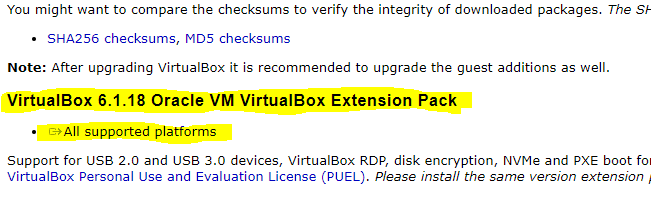 You might want to compare the checksums to verify the integrity of downloaded packages. The SH
SHA256 checksums, MD5 checksums
Note: After upgrading VirtualBox it is recommended to upgrade the guest additions as well.
VirtualBox 6.1.18 Oracle VM VirtualBox Extension Pack
All supported platforms
Support for USB 2.0 and USB 3.0 devices, VirtualBox RDP, disk encryption, NVMe and PXE boot fo
VirtualBox Personal Use and Evaluation License (PUEL). Please install the same version extension